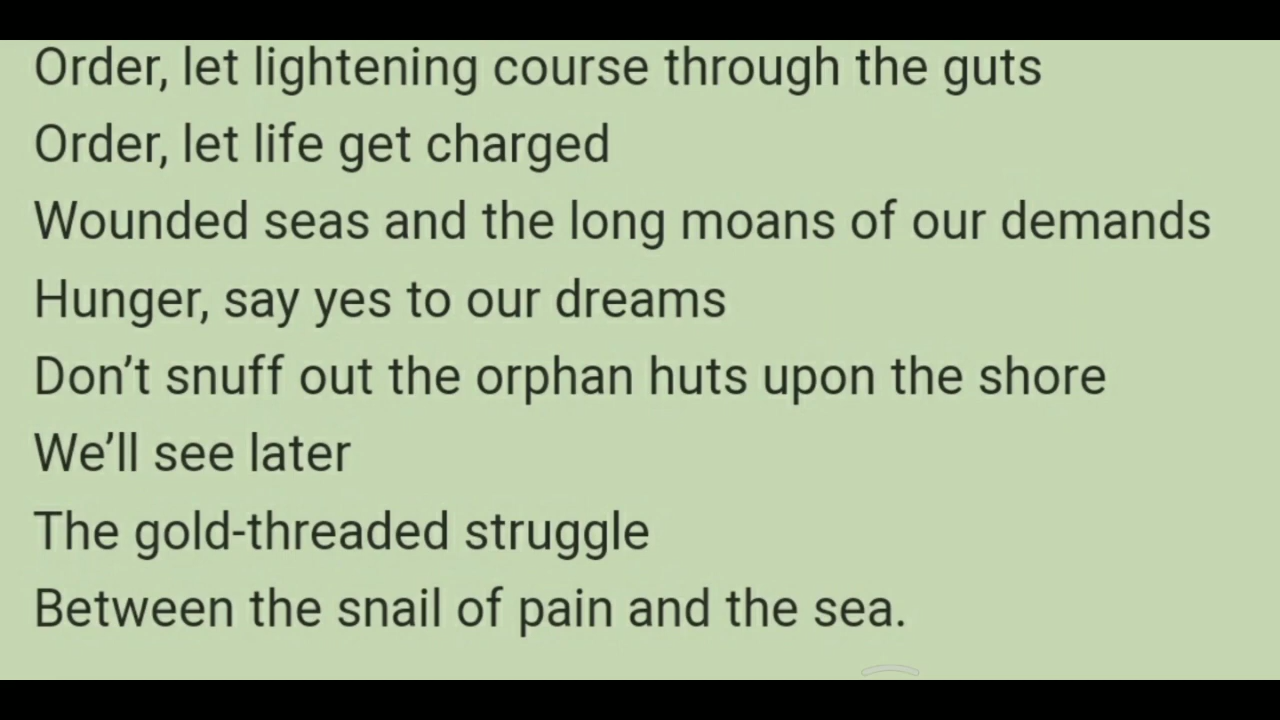 Order, let lightening course through the guts
Order, let life get charged
Wounded seas and the long moans of our demands
Hunger, say yes to our dreams
Don’t snuff out the orphan huts upon the shore
We’ll see later
The gold-threaded struggle
Between the snail of pain and the sea.